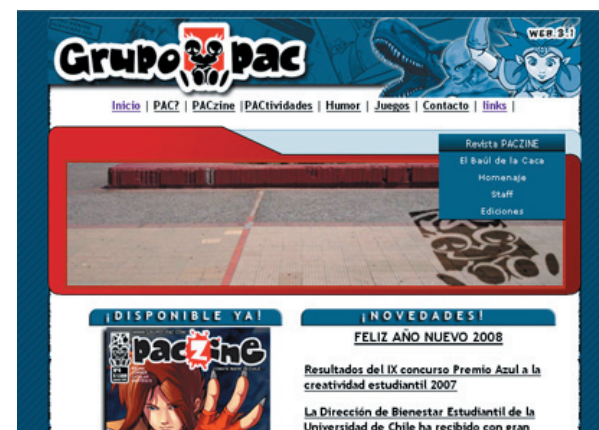 Grupo pac
WEB 3.1
Inicio | PAC? | PACzine |PACtividades | Humor | Juegos | Contacto | links |
Revista PACZINE
El Baúl de la Caca
Homenaje
Staff
Ediciones
¡DISPONIBLE YA!
paczine
¡NOVEDADES!
FELIZ AÑO NUEVO 2008
Resultados del IX concurso Premio Azul a la
creatividad estudiantil 2007
La Dirección de Bienestar Estudiantil de la
Universidad de Chile ha recibido con gran